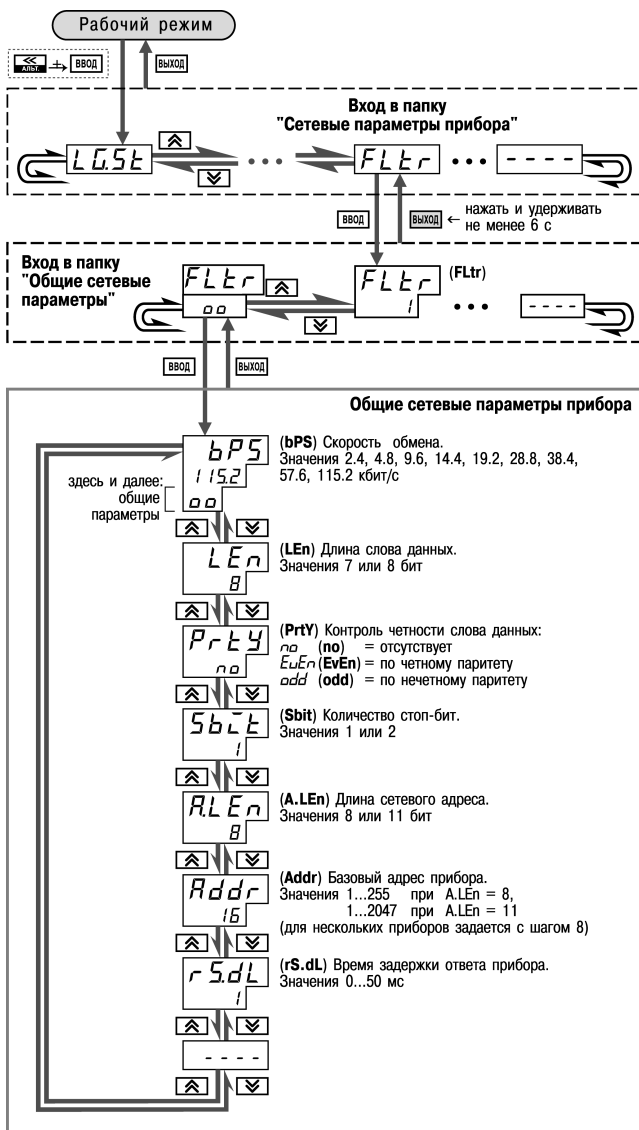 Рабочий режим
АЛЬТ. + ВВОД ВЫХОД
Вход в папку
"Сетевые параметры прибора"
LG.St • • • FLtr • • • - - - -
ВВОД ВЫХОД ← нажать и удерживать
не менее 6 с
Вход в папку
"Общие сетевые
параметры"
FLtr
oo
FLtr (FLtr)
1
• • • - - - -
ВВОД ВЫХОД
Общие сетевые параметры прибора
bPS
115.2
oo
(bPS) Скорость обмена.
Значения 2.4, 4.8, 9.6, 14.4, 19.2, 28.8, 38.4,
57.6, 115.2 кбит/с
здесь и далее:
общие
параметры
LEn
8
(LEn) Длина слова данных.
Значения 7 или 8 бит
PrtY
no
(PrtY) Контроль четности слова данных:
no (no) = отсутствует
EvEn (EvEn) = по четному паритету
odd (odd) = по нечетному паритету
Sbit
1
(Sbit) Количество стоп-бит.
Значения 1 или 2
A.LEn
8
(A.LEn) Длина сетевого адреса.
Значения 8 или 11 бит
Addr
16
(Addr) Базовый адрес прибора.
Значения 1...255 при A.LEn = 8,
1...2047 при A.LEn = 11
(для нескольких приборов задается с шагом 8)
rS.dL
1
(rS.dL) Время задержки ответа прибора.
Значения 0...50 мс
- - - -